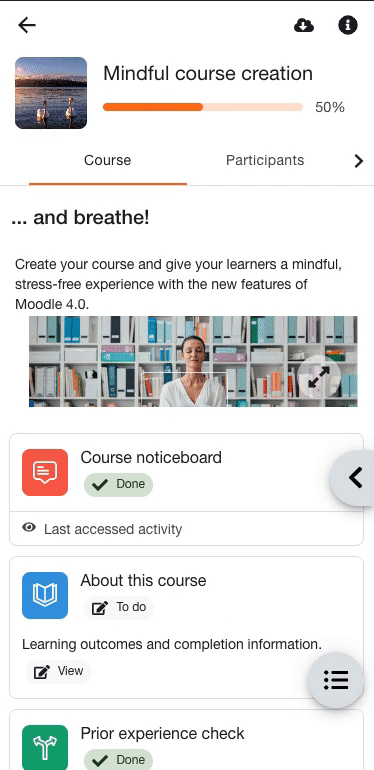 Mindful course creation
50%
Course
Participants
... and breathe!
Create your course and give your learners a mindful,
stress-free experience with the new features of
Moodle 4.0.
Course noticeboard
Done
Last accessed activity
About this course
To do
Learning outcomes and completion information.
View
Prior experience check
Done